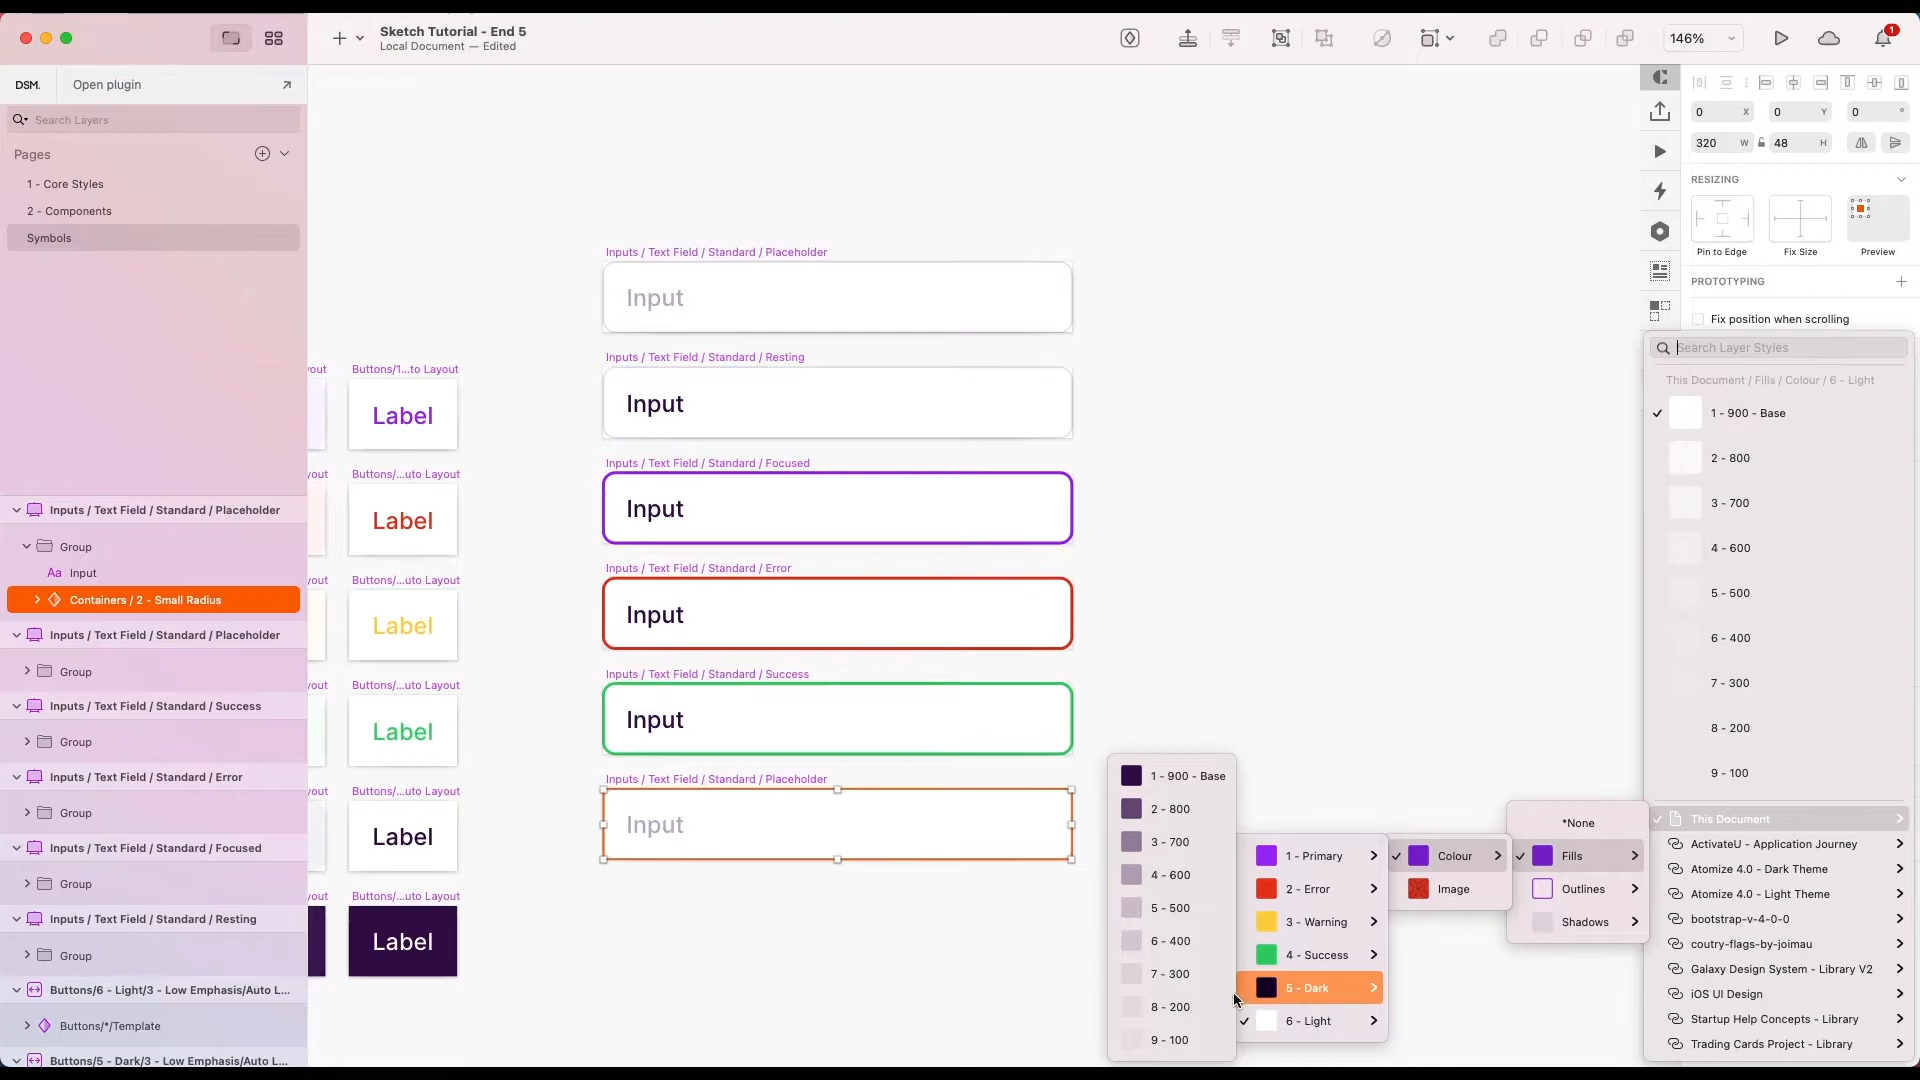 Sketch Tutorial - End 5
Local Document — Edited
146%
1
DSM.
Open plugin
Search Layers
Pages
1 - Core Styles
2 - Components
Symbols
Inputs / Text Field / Standard / Placeholder
Group
Aa Input
Containers / 2 - Small Radius
Inputs / Text Field / Standard / Placeholder
Group
Inputs / Text Field / Standard / Success
Group
Inputs / Text Field / Standard / Error
Group
Inputs / Text Field / Standard / Focused
Group
Inputs / Text Field / Standard / Resting
Group
Buttons/6 - Light/3 - Low Emphasis/Auto L...
Buttons/*/Template
Buttons/5 - Dark/3 - Low Emphasis/Auto L...
yout
Buttons/1...to Layout
Label
yout
Buttons/...uto Layout
Label
yout
Buttons/...uto Layout
Label
yout
Buttons/...uto Layout
Label
yout
Buttons/...uto Layout
Label
yout
Buttons/...uto Layout
Label
Inputs / Text Field / Standard / Placeholder
Input
Inputs / Text Field / Standard / Resting
Input
Inputs / Text Field / Standard / Focused
Input
Inputs / Text Field / Standard / Error
Input
Inputs / Text Field / Standard / Success
Input
Inputs / Text Field / Standard / Placeholder
Input
1 - 900 - Base
2 - 800
3 - 700
4 - 600
5 - 500
6 - 400
7 - 300
8 - 200
9 - 100
1 - Primary
2 - Error
3 - Warning
4 - Success
5 - Dark
6 - Light
Colour
Image
*None
Fills
Outlines
Shadows
0 X
0 Y
0 °
320 W
48 H
RESIZING
Pin to Edge
Fix Size
Preview
PROTOTYPING
Fix position when scrolling
Search Layer Styles
This Document / Fills / Colour / 6 - Light
1 - 900 - Base
2 - 800
3 - 700
4 - 600
5 - 500
6 - 400
7 - 300
8 - 200
9 - 100
This Document
ActivateU - Application Journey
Atomize 4.0 - Dark Theme
Atomize 4.0 - Light Theme
bootstrap-v-4-0-0
coutry-flags-by-joimau
Galaxy Design System - Library V2
iOS UI Design
Startup Help Concepts - Library
Trading Cards Project - Library